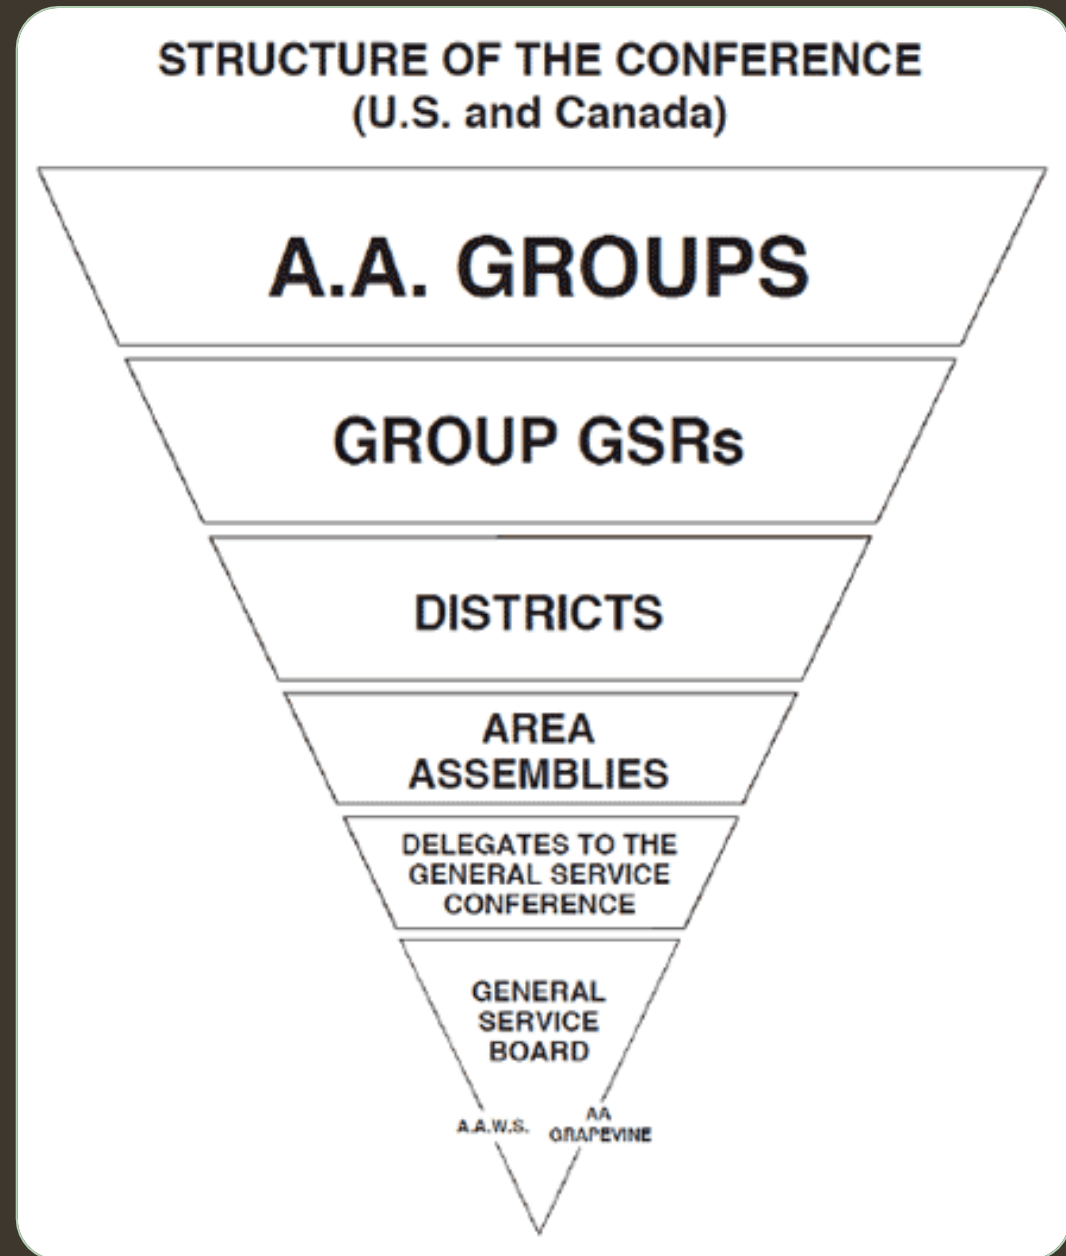 STRUCTURE OF THE CONFERENCE
(U.S. and Canada)
A.A. GROUPS
GROUP GSRs
DISTRICTS
AREA
ASSEMBLIES
DELEGATES TO THE
GENERAL SERVICE
CONFERENCE
GENERAL
SERVICE
BOARD
A.A.W.S.
AA
GRAPEVINE